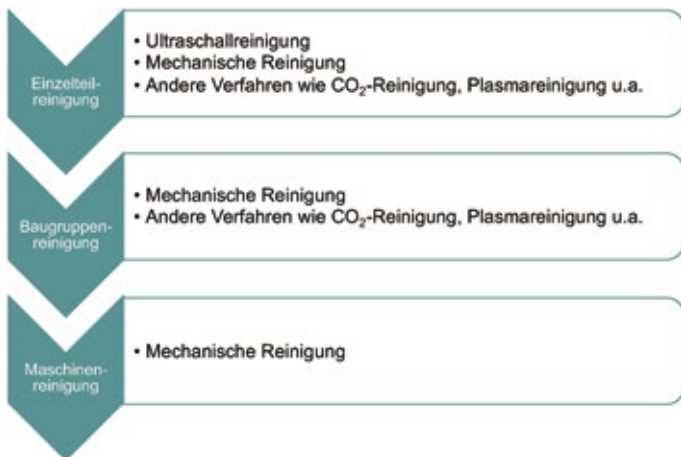 Einzelteil-
reinigung
• Ultraschallreinigung
• Mechanische Reinigung
• Andere Verfahren wie CO₂-Reinigung, Plasmareinigung u.a.
Baugruppen-
reinigung
• Mechanische Reinigung
• Andere Verfahren wie CO₂-Reinigung, Plasmareinigung u.a.
Maschinen-
reinigung
• Mechanische Reinigung